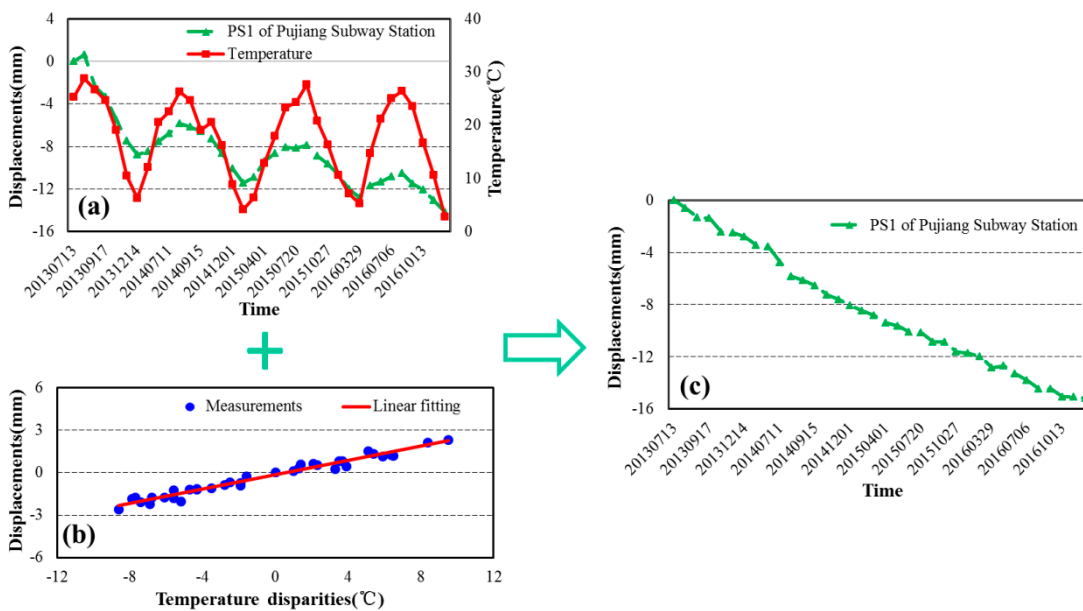 4
0
-4
-8
-12
-16
Displacements(mm)
PS1 of Pujiang Subway Station
Temperature
40
30
20
10
0
Temperature(℃)
(a)
20130713
20130917
20131214
20140711
20140915
20141201
20150401
20150720
20151027
20160329
20160706
20161013
Time
6
3
0
-3
-6
Displacements(mm)
Measurements
Linear fitting
(b)
-12 -8 -4 0 4 8 12
Temperature disparities(℃)
0
-4
-8
-12
-16
Displacements(mm)
PS1 of Pujiang Subway Station
(c)
20130713
20130917
20131214
20140711
20140915
20141201
20150401
20150720
20151027
20160329
20160706
20161013
Time